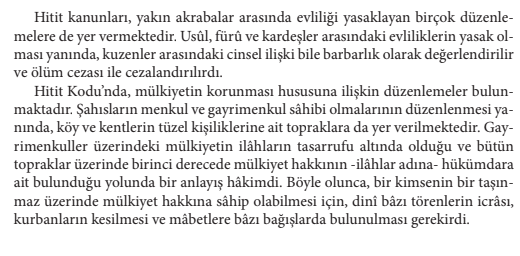 Hitit kanunları, yakın akrabalar arasında evliliği yasaklayan birçok düzenle-
melere de yer vermektedir. Usûl, fürû ve kardeşler arasındaki evliliklerin yasak ol-
ması yanında, kuzenler arasındaki cinsel ilişki bile barbarlık olarak değerlendirilir
ve ölüm cezası ile cezalandırılırdı.
Hitit Kodu’nda, mülkiyetin korunması hususuna ilişkin düzenlemeler bulun-
maktadır. Şahısların menkul ve gayrimenkul sâhibi olmalarının düzenlenmesi ya-
nında, köy ve kentlerin tüzel kişiliklerine ait topraklara da yer verilmektedir. Gay-
rimenkuller üzerindeki mülkiyetin ilâhların tasarrufu altında olduğu ve bütün
topraklar üzerinde birinci derecede mülkiyet hakkının -ilâhlar adına- hükümdara
ait bulunduğu yolunda bir anlayış hâkimdi. Böyle olunca, bir kimsenin bir taşın-
maz üzerinde mülkiyet hakkına sâhip olabilmesi için, dinî bâzı törenlerin icrâsı,
kurbanların kesilmesi ve mâbetlere bâzı bağışlarda bulunulması gerekirdi.